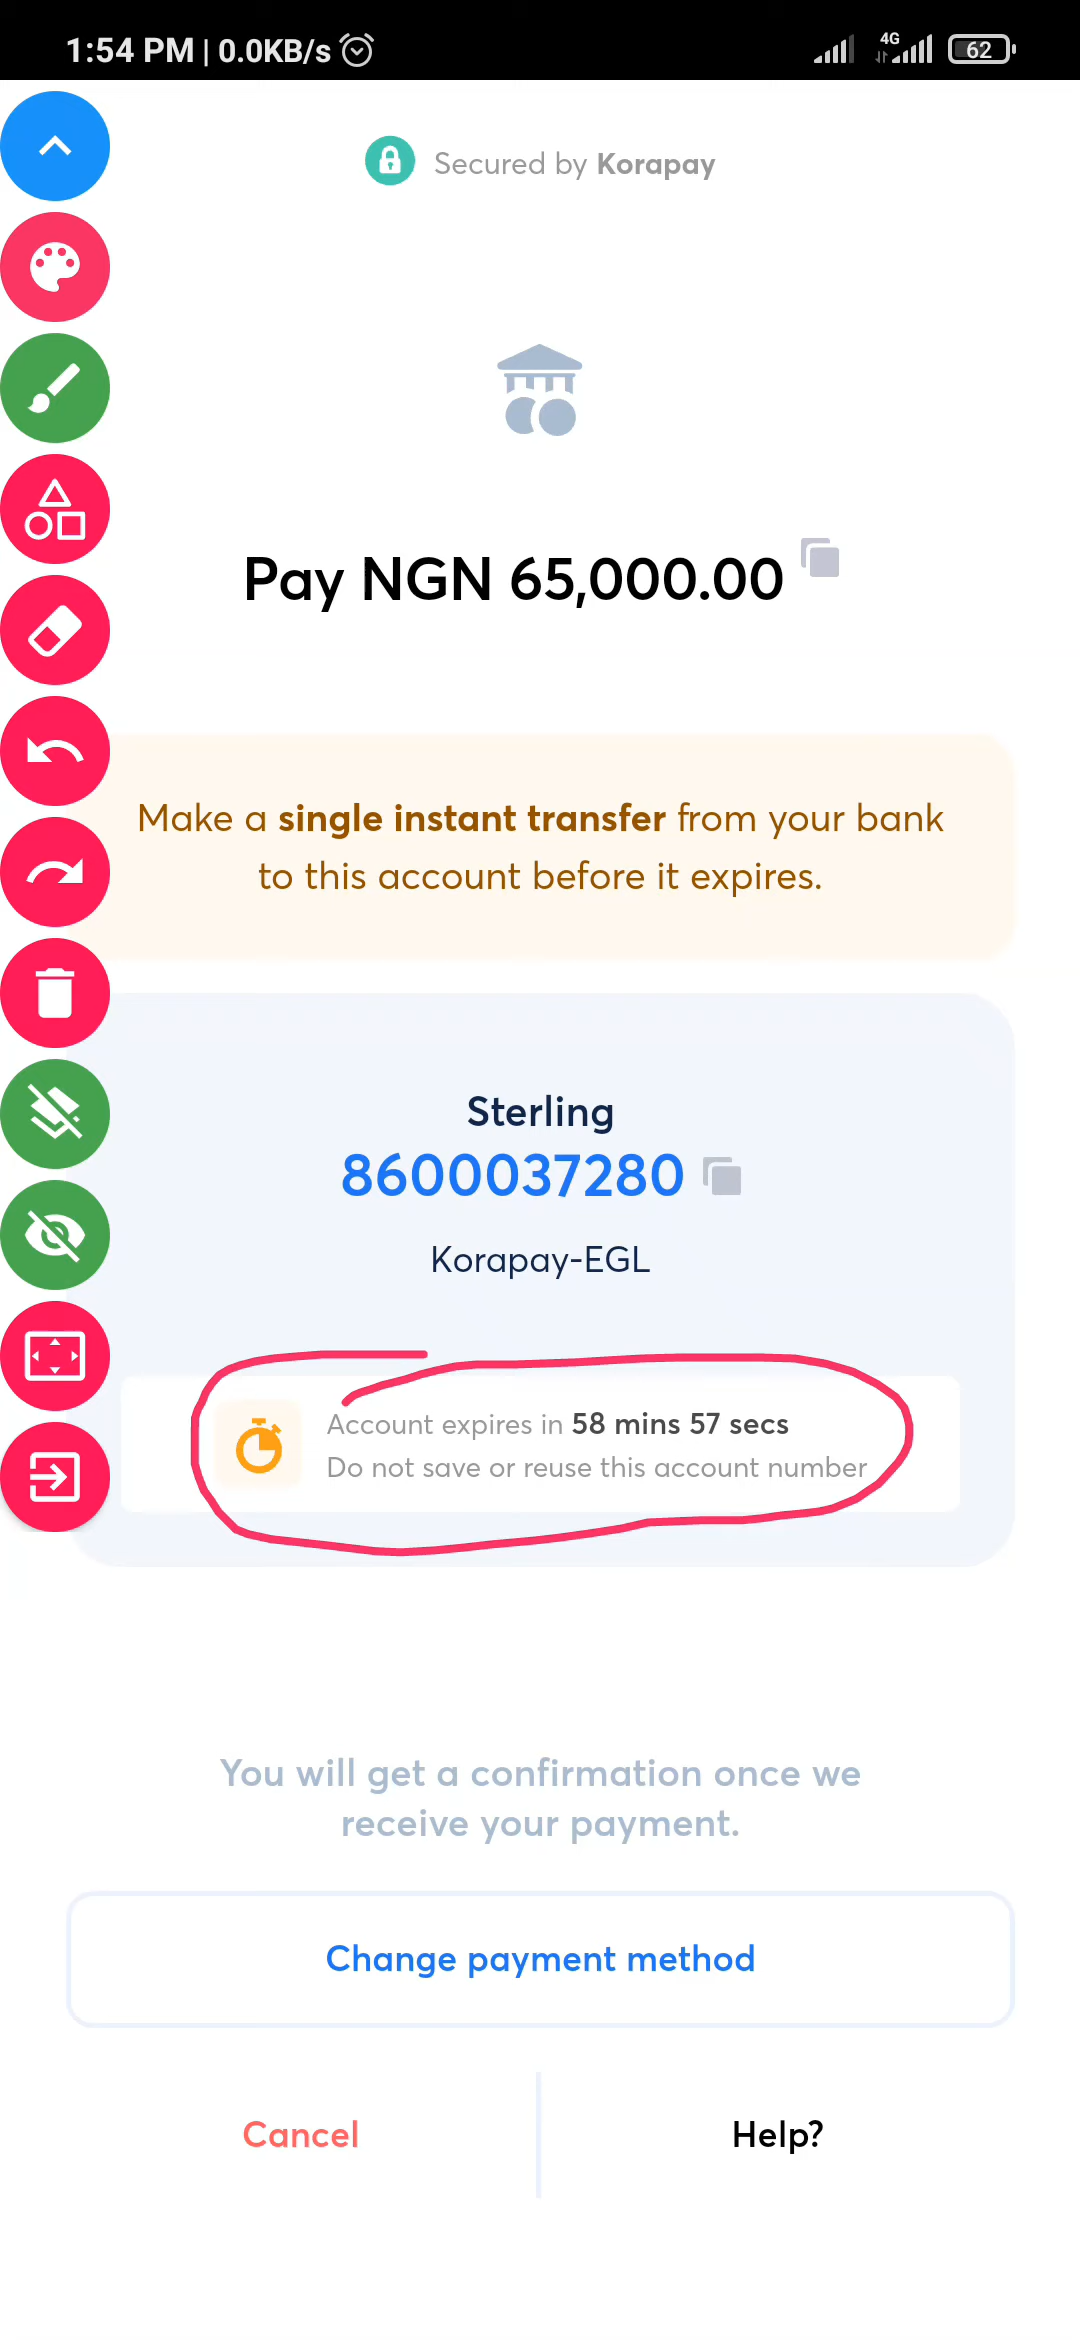 1:54 PM | 0.0KB/s
4G
62
Secured by Korapay
Pay NGN 65,000.00
Make a single instant transfer from your bank
to this account before it expires.
Sterling
8600037280
Korapay-EGL
Account expires in 58 mins 57 secs
Do not save or reuse this account number
You will get a confirmation once we
receive your payment.
Change payment method
Cancel
Help?